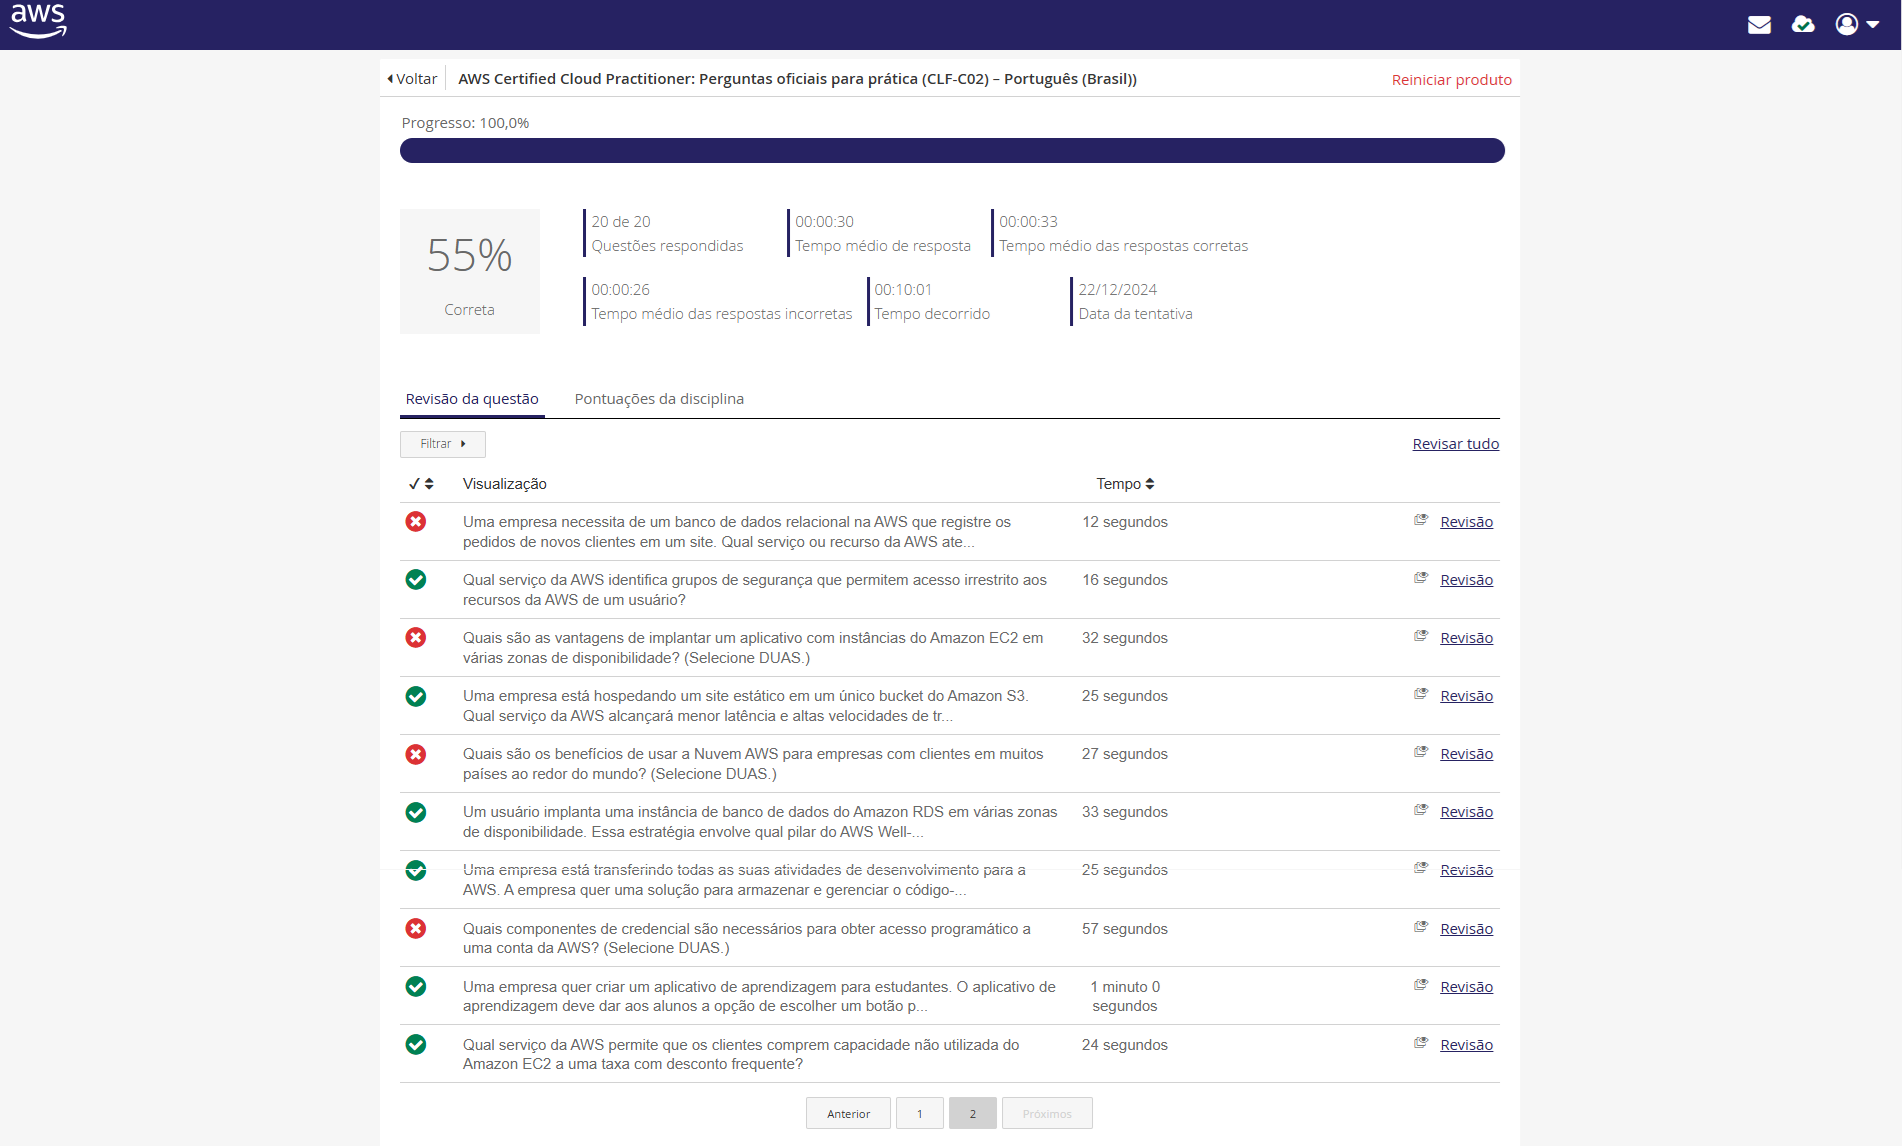 aws
Voltar
AWS Certified Cloud Practitioner: Perguntas oficiais para prática (CLF-C02) – Português (Brasil))
Reiniciar produto
Progresso: 100,0%
55%
Correta
20 de 20
Questões respondidas
00:00:30
Tempo médio de resposta
00:00:33
Tempo médio das respostas corretas
00:00:26
Tempo médio das respostas incorretas
00:10:01
Tempo decorrido
22/12/2024
Data da tentativa
Revisão da questão
Pontuações da disciplina
Filtrar
Revisar tudo
Visualização
Tempo
Uma empresa necessita de um banco de dados relacional na AWS que registre os
pedidos de novos clientes em um site. Qual serviço ou recurso da AWS ate...
12 segundos
Revisão
Qual serviço da AWS identifica grupos de segurança que permitem acesso irrestrito aos
recursos da AWS de um usuário?
16 segundos
Revisão
Quais são as vantagens de implantar um aplicativo com instâncias do Amazon EC2 em
várias zonas de disponibilidade? (Selecione DUAS.)
32 segundos
Revisão
Uma empresa está hospedando um site estático em um único bucket do Amazon S3.
Qual serviço da AWS alcançará menor latência e altas velocidades de tr...
25 segundos
Revisão
Quais são os benefícios de usar a Nuvem AWS para empresas com clientes em muitos
países ao redor do mundo? (Selecione DUAS.)
27 segundos
Revisão
Um usuário implanta uma instância de banco de dados do Amazon RDS em várias zonas
de disponibilidade. Essa estratégia envolve qual pilar do AWS Well-...
33 segundos
Revisão
Uma empresa está transferindo todas as suas atividades de desenvolvimento para a
AWS. A empresa quer uma solução para armazenar e gerenciar o código-...
25 segundos
Revisão
Quais componentes de credencial são necessários para obter acesso programático a
uma conta da AWS? (Selecione DUAS.)
57 segundos
Revisão
Uma empresa quer criar um aplicativo de aprendizagem para estudantes. O aplicativo de
aprendizagem deve dar aos alunos a opção de escolher um botão p...
1 minuto 0
segundos
Revisão
Qual serviço da AWS permite que os clientes comprem capacidade não utilizada do
Amazon EC2 a uma taxa com desconto frequente?
24 segundos
Revisão
Anterior
1
2
Próximos